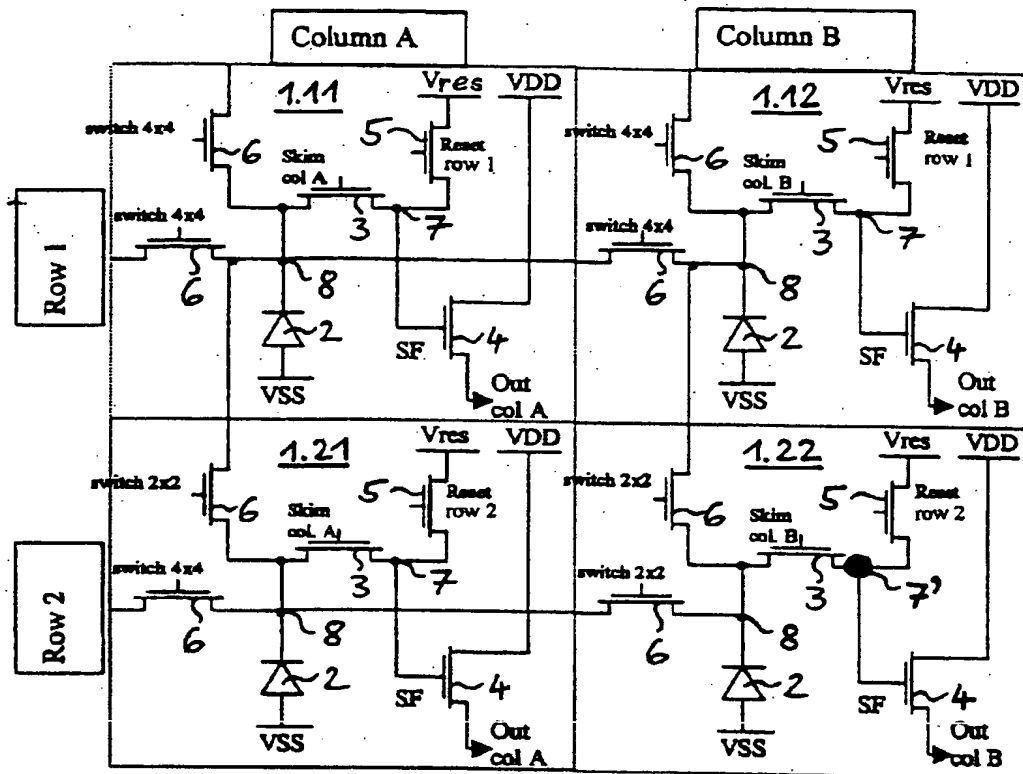 Column A
Column B
Row 1
Row 2
1.11
Vres
VDD
switch 4x4
6
5
Reset
row 1
Skim
col A
3
7
switch 4x4
6
8
2
VSS
SF
4
Out
col A
1.12
Vres
VDD
switch 4x4
6
5
Reset
row 1
Skim
col. B
3
7
switch 4x4
6
8
2
VSS
SF
4
Out
col B
1.21
Vres
VDD
switch 2x2
6
5
Reset
row 2
Skim
col. A
3
7
switch 4x4
6
8
2
VSS
SF
4
Out
col A
1.22
Vres
VDD
switch 2x2
6
5
Reset
row 2
Skim
col. B
3
7'
switch 2x2
6
8
2
VSS
SF
4
Out
col B